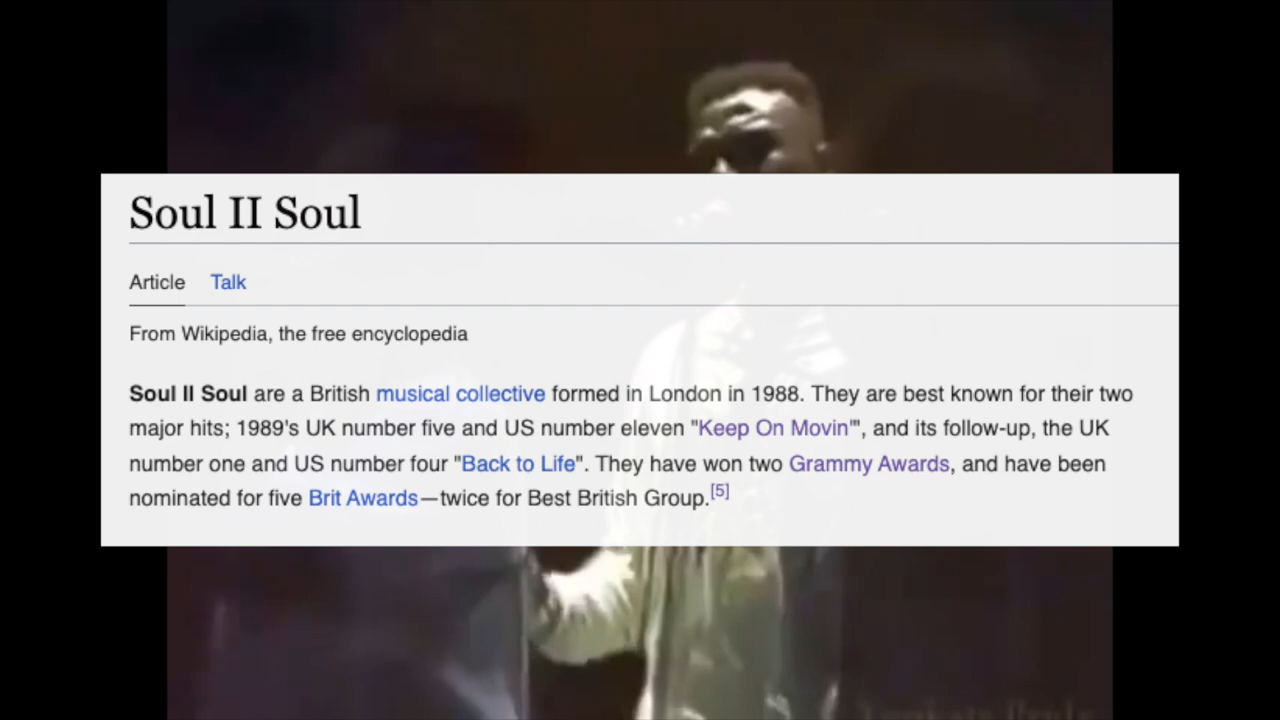 Soul II Soul
Article Talk
From Wikipedia, the free encyclopedia
Soul II Soul are a British musical collective formed in London in 1988. They are best known for their two
major hits; 1989's UK number five and US number eleven "Keep On Movin'", and its follow-up, the UK
number one and US number four "Back to Life". They have won two Grammy Awards, and have been
nominated for five Brit Awards—twice for Best British Group.[5]